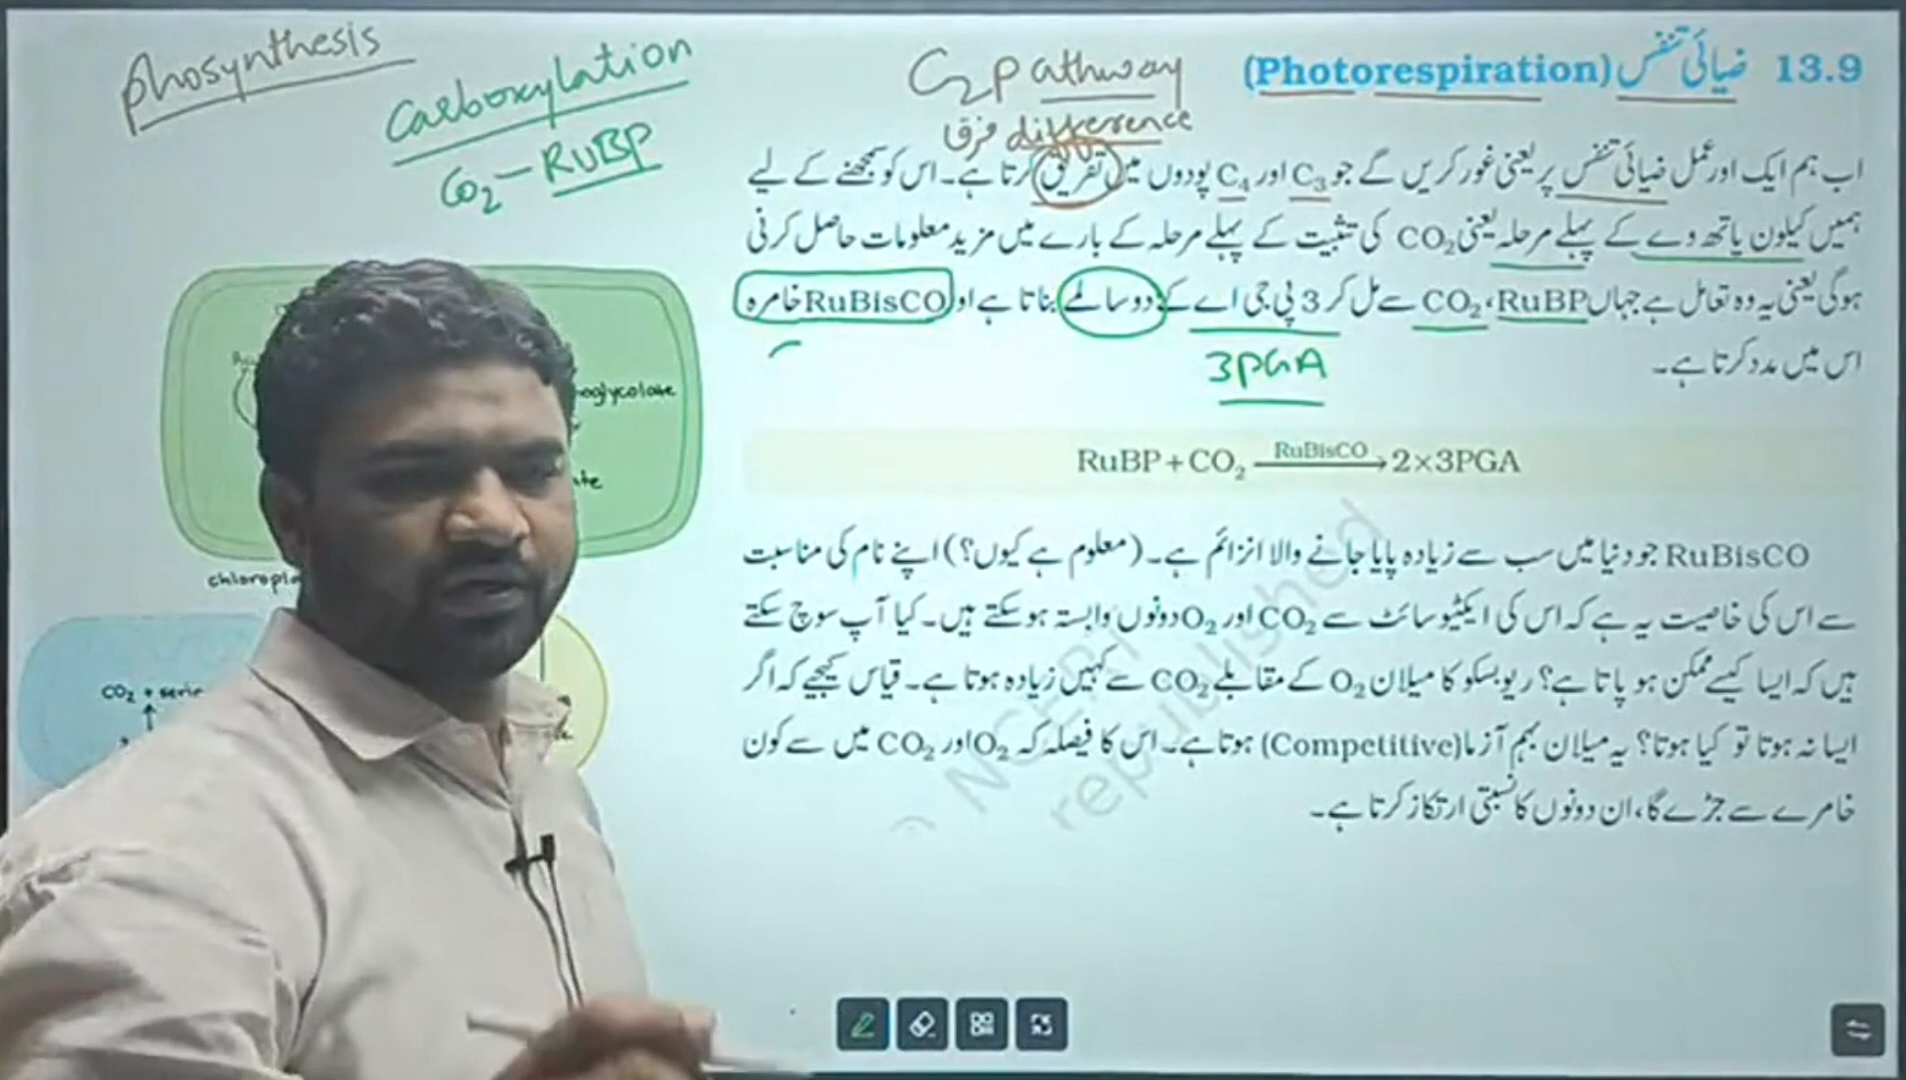 phosynthesis
Carboxylation
CO₂ - RuBP
C₂ Pathway
فرق difference
13.9 ضیائی تنفس (Photorespiration)
اب ہم ایک اور عمل ضیائی تنفس پر یعنی غور کریں گے جو C₃ اور C₄ پودوں میں تفریق کرتا ہے۔ اس کو سمجھنے کے لیے
ہمیں کیلون پاتھ وے کے پہلے مرحلہ یعنی CO₂ کی تثبیت کے پہلے مرحلہ کے بارے میں مزید معلومات حاصل کرنی
ہوگی یعنی یہ وہ تعامل ہے جہاں RuBP، CO₂ سے مل کر 3 پی جی اے کے دو سالمے بناتا ہے او RuBisCO خامرہ
3PGA
اس میں مدد کرتا ہے۔
RuBP + CO₂ RuBisCO → 2×3PGA
RuBisCO جو دنیا میں سب سے زیادہ پایا جانے والا انزائم ہے۔ (معلوم ہے کیوں؟) اپنے نام کی مناسبت
سے اس کی خاصیت یہ ہے کہ اس کی ایکٹیو سائٹ سے CO₂ اور O₂ دونوں وابستہ ہو سکتے ہیں۔ کیا آپ سوچ سکتے
ہیں کہ ایسا کیسے ممکن ہو پاتا ہے؟ ریوبسکو کا میلان O₂ کے مقابلے CO₂ سے کہیں زیادہ ہوتا ہے۔ قیاس کیجیے کہ اگر
ایسا نہ ہوتا تو کیا ہوتا؟ یہ میلان بہم آزما (Competitive) ہوتا ہے۔ اس کا فیصلہ کہ O₂ اور CO₂ میں سے کون
خامرے سے جڑے گا، ان دونوں کا نسبتی ارتکاز کرتا ہے۔
© NCERT
republished
CO₂ + serin